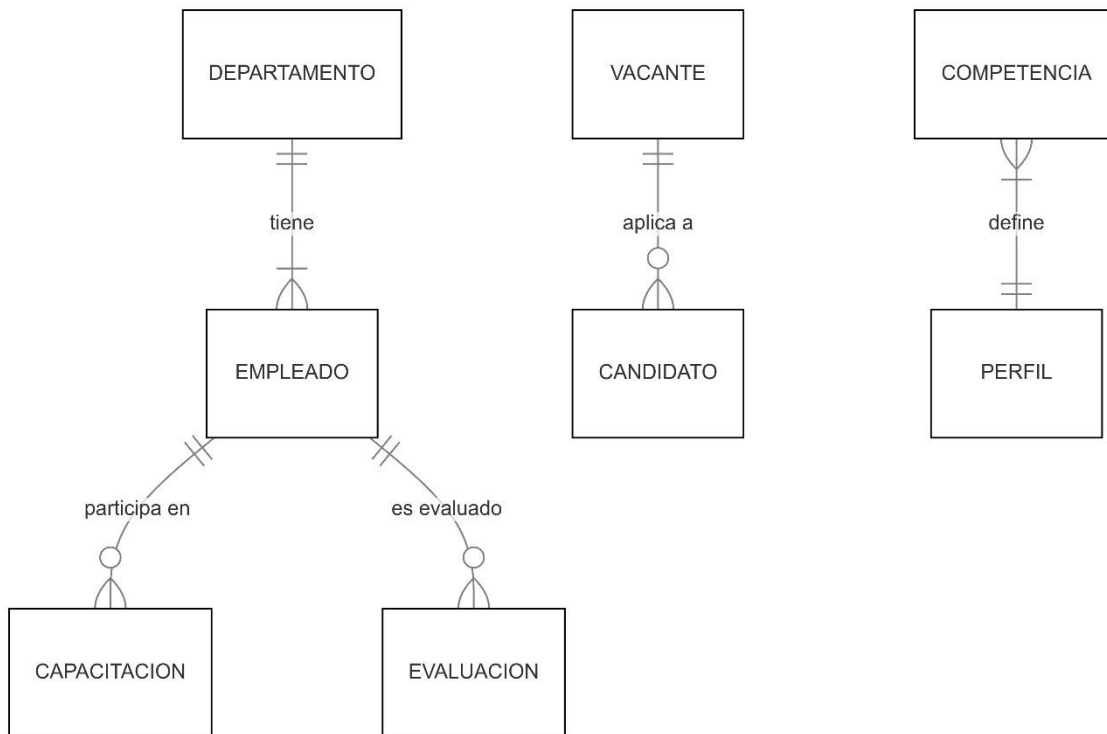 DEPARTAMENTO
VACANTE
COMPETENCIA
tiene
aplica a
define
EMPLEADO
CANDIDATO
PERFIL
participa en
es evaluado
CAPACITACION
EVALUACION